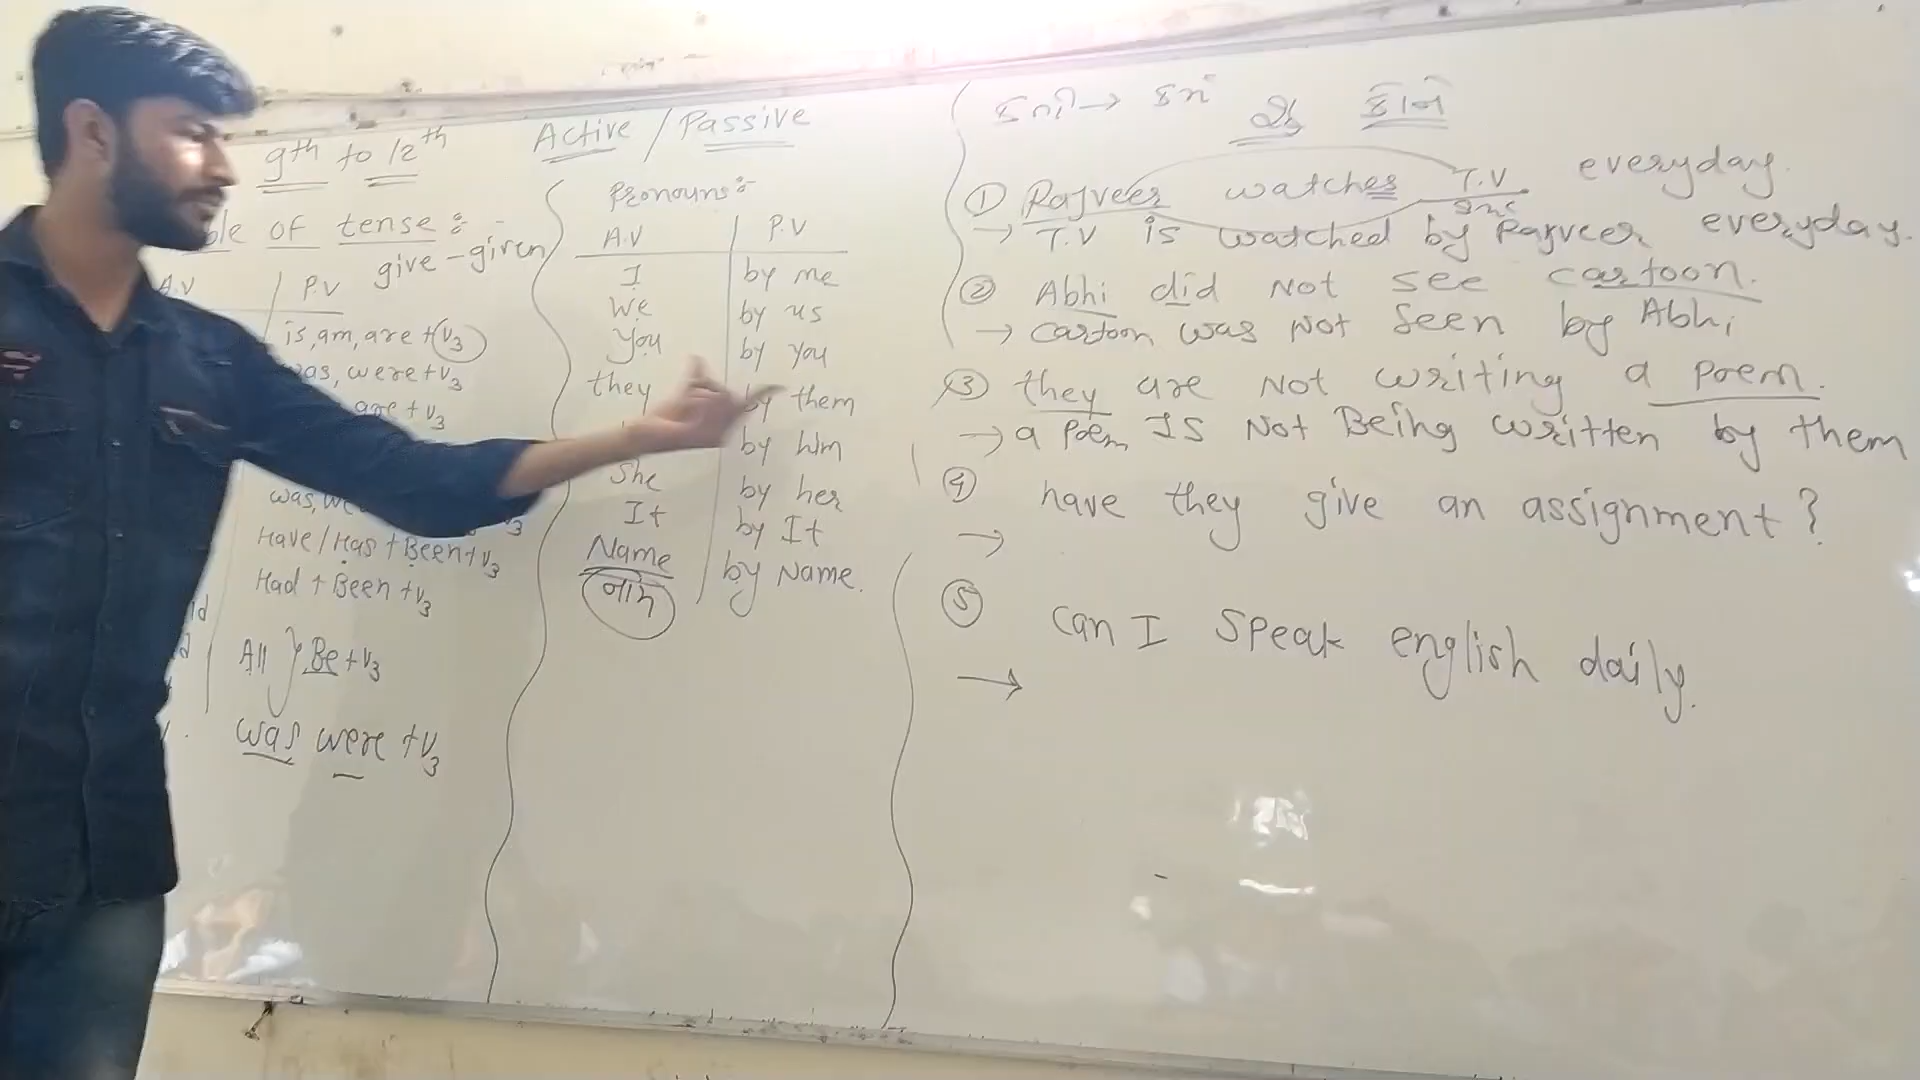 9th to 12th
Active / Passive
of tense :-
give - given
A.V | P.V
is, am, are + V3
was, were + V3
are + V3
Have / Has + Been + V3
Had + Been + V3
All } Be + V3
was were + V3
Pronouns :-
A.V | P.V
I | by me
We | by us
You | by you
they | by them
by him
She | by her
It | by It
Name | by Name.
નામ
કર્તા → કર્મ
શું કોને
① Rajveer watches T.V everyday.
→ T.V is watched by Rajveer everyday.
② Abhi did Not see cartoon.
→ cartoon was Not Seen by Abhi
③ they are Not writing a Poem.
→ a Poem IS Not Being written by them
④ have they give an assignment?
→
⑤ can I Speak english daily.
→